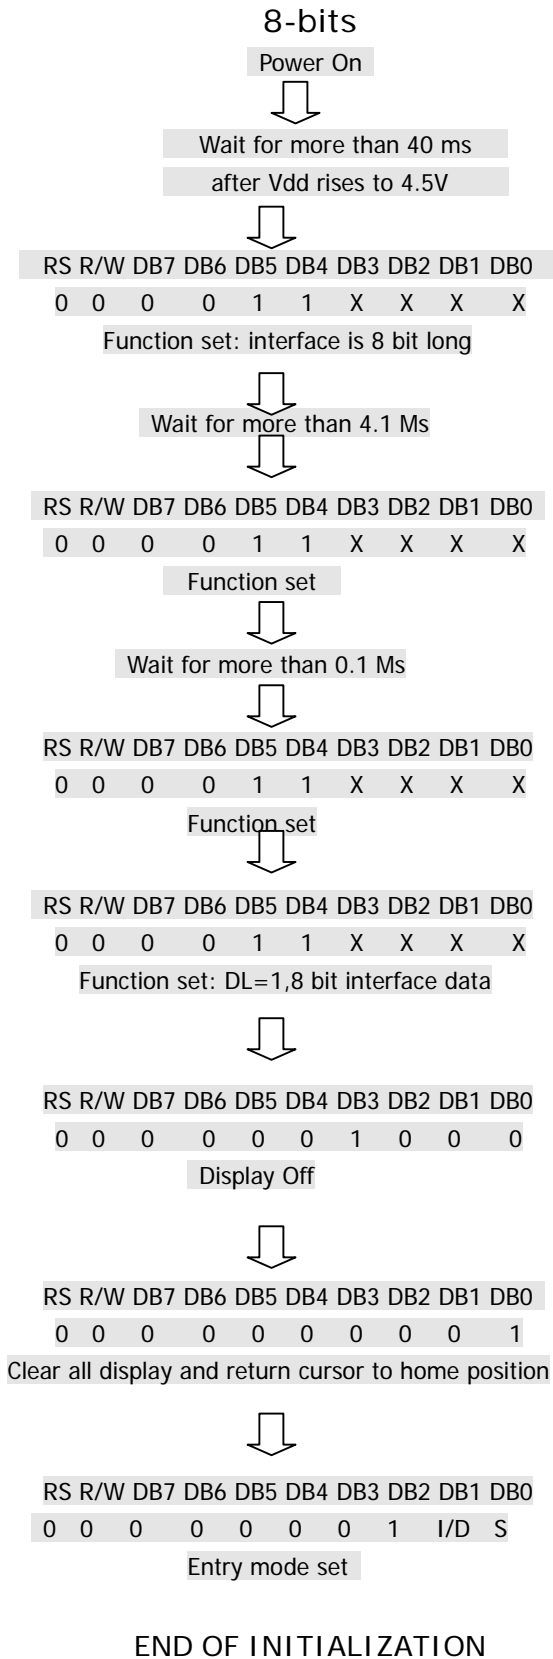 8-bits
Power On
Wait for more than 40 ms
after Vdd rises to 4.5V
RS R/W DB7 DB6 DB5 DB4 DB3 DB2 DB1 DB0
0 0 0 0 1 1 X X X X
Function set: interface is 8 bit long
Wait for more than 4.1 Ms
RS R/W DB7 DB6 DB5 DB4 DB3 DB2 DB1 DB0
0 0 0 0 1 1 X X X X
Function set
Wait for more than 0.1 Ms
RS R/W DB7 DB6 DB5 DB4 DB3 DB2 DB1 DB0
0 0 0 0 1 1 X X X X
Function set
RS R/W DB7 DB6 DB5 DB4 DB3 DB2 DB1 DB0
0 0 0 0 1 1 X X X X
Function set: DL=1,8 bit interface data
RS R/W DB7 DB6 DB5 DB4 DB3 DB2 DB1 DB0
0 0 0 0 0 0 1 0 0 0
Display Off
RS R/W DB7 DB6 DB5 DB4 DB3 DB2 DB1 DB0
0 0 0 0 0 0 0 0 0 1
Clear all display and return cursor to home position
RS R/W DB7 DB6 DB5 DB4 DB3 DB2 DB1 DB0
0 0 0 0 0 0 0 1 I/D S
Entry mode set
END OF INITIALIZATION